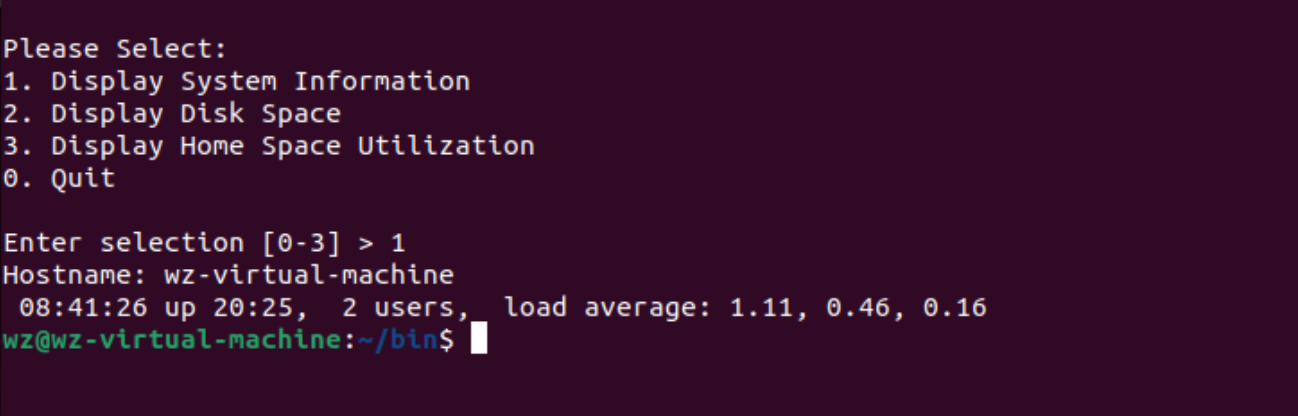 Please Select:
1. Display System Information
2. Display Disk Space
3. Display Home Space Utilization
0. Quit
Enter selection [0-3] > 1
Hostname: wz-virtual-machine
 08:41:26 up 20:25,  2 users,  load average: 1.11, 0.46, 0.16
wz@wz-virtual-machine:~/bin$